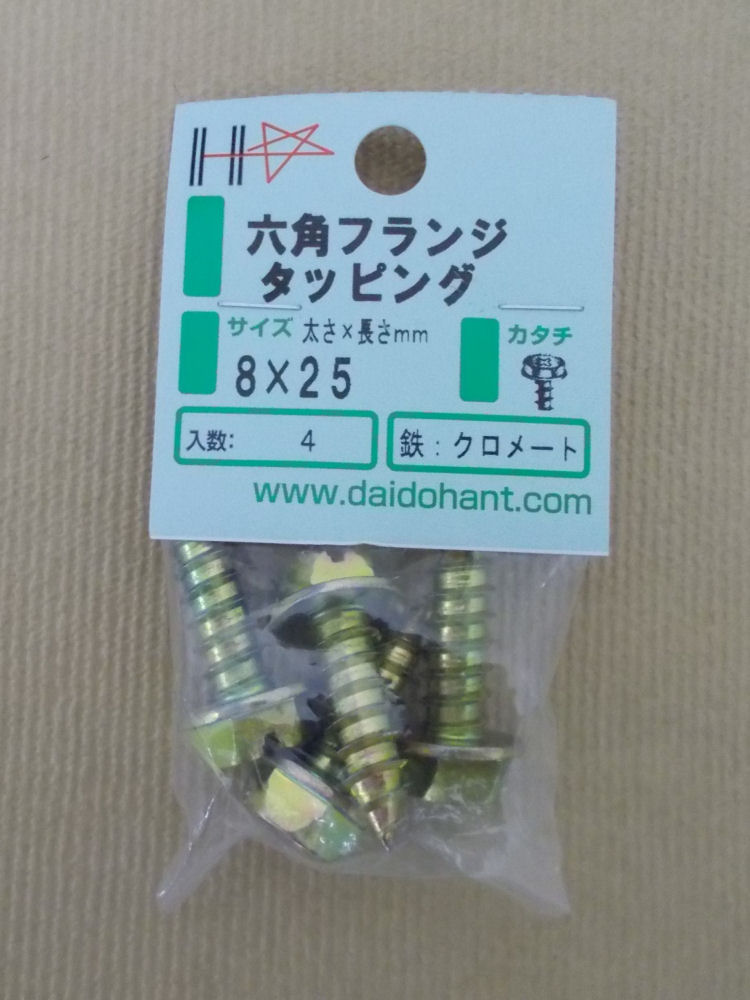 六角フランジ
タッピング
サイズ 太さ×長さmm カタチ
8×25
入数: 4 鉄:クロメート
www.daidohant.com